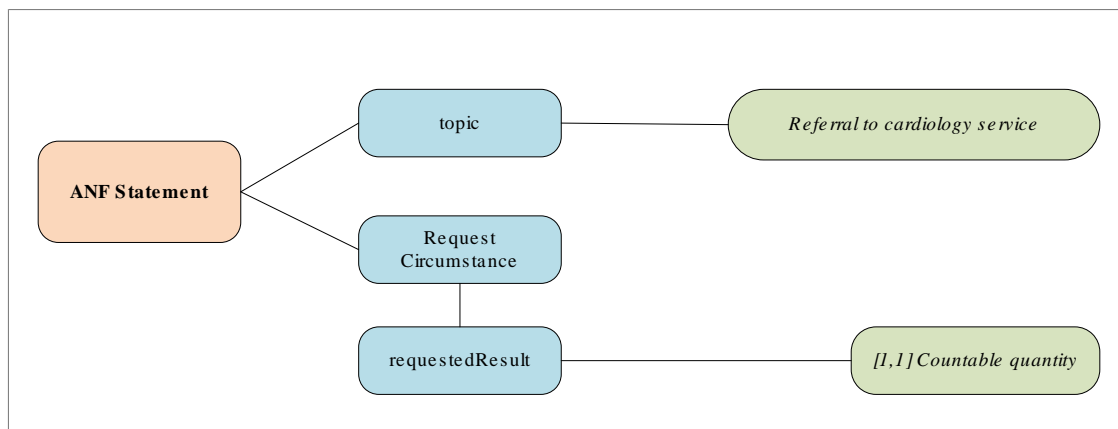 topic
Referral to cardiology service
ANF Statement
Request
Circumstance
requestedResult
[1,1] Countable quantity